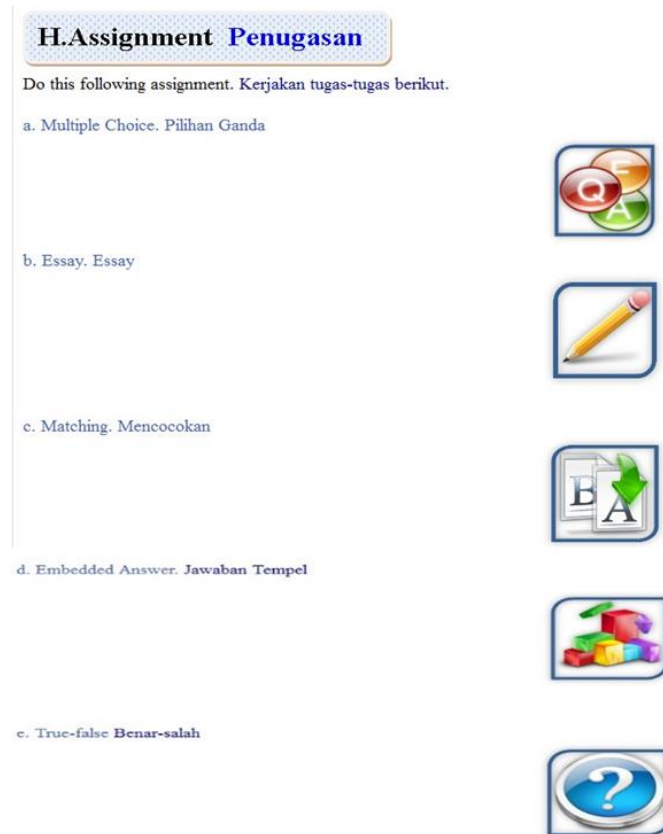 H.Assignment Penugasan
Do this following assignment. Kerjakan tugas-tugas berikut.
a. Multiple Choice. Pilihan Ganda
F
Q
A
b. Essay. Essay
c. Matching. Mencocokan
B
A
d. Embedded Answer. Jawaban Tempel
e. True-false Benar-salah
?